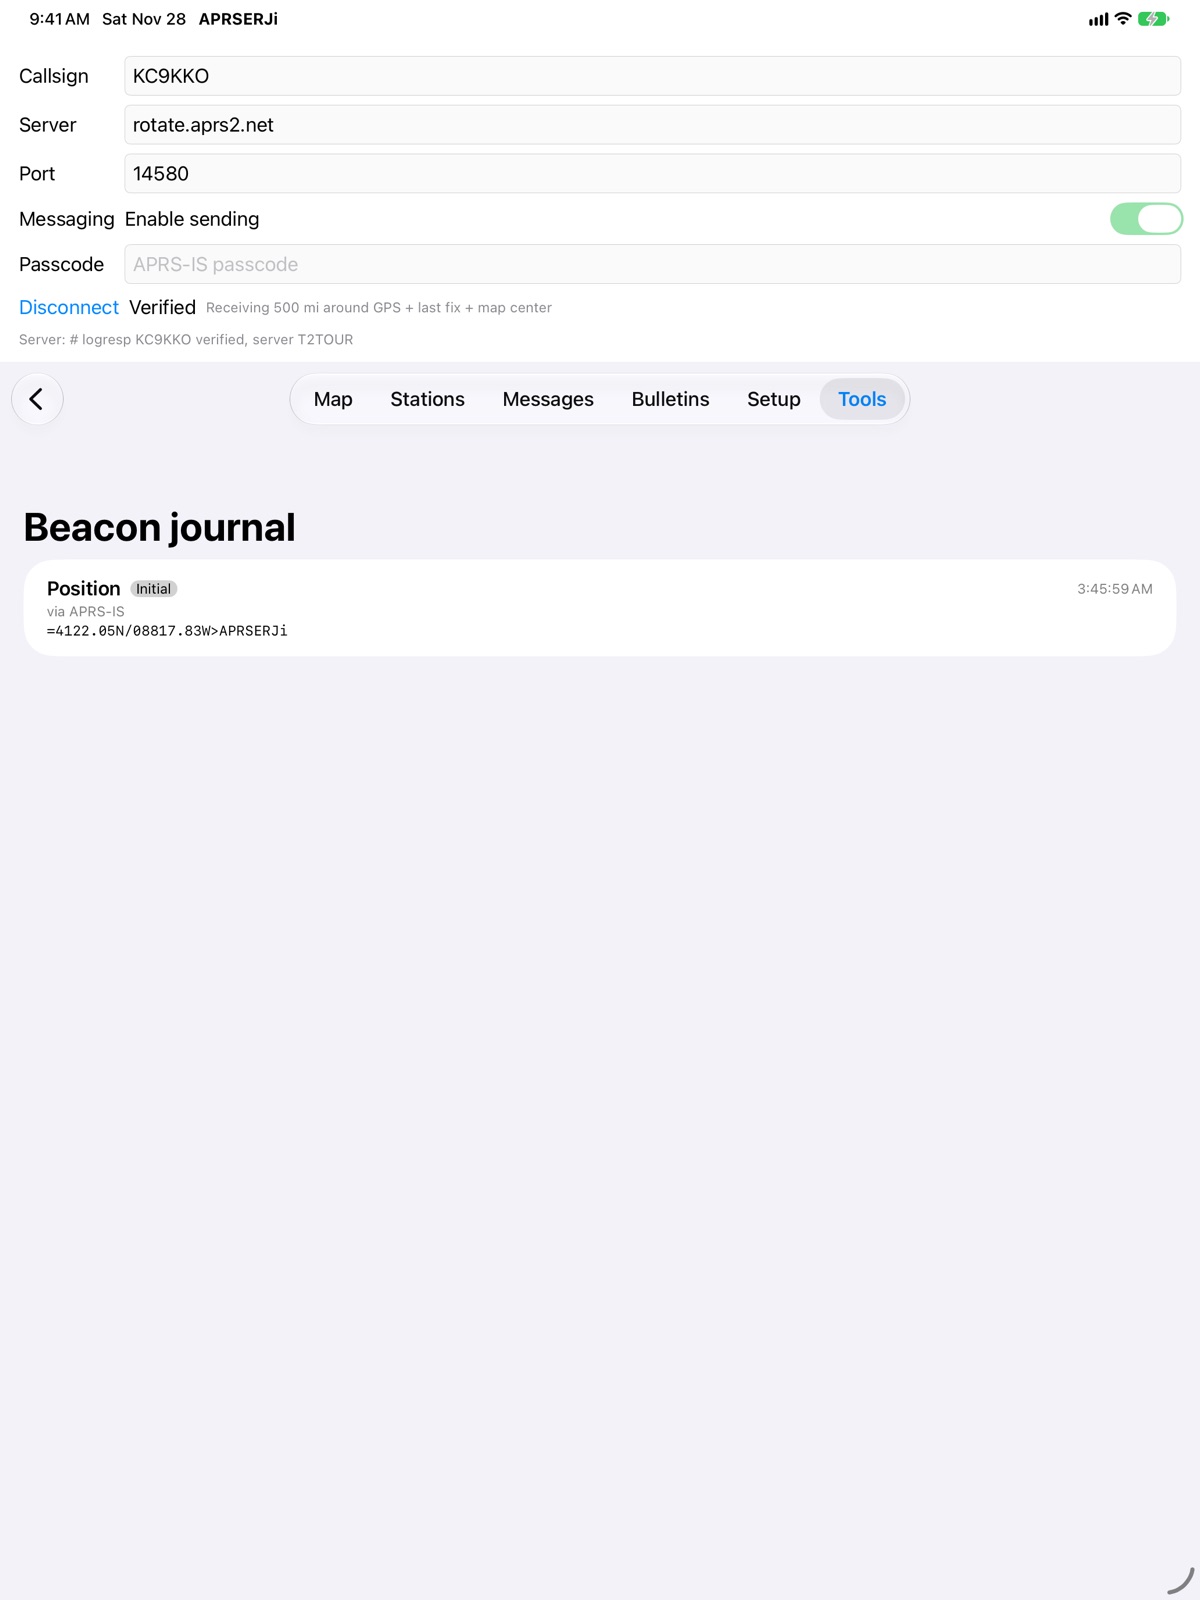 9:41 AM Sat Nov 28 APRSERJi
Callsign KC9KKO
Server rotate.aprs2.net
Port 14580
Messaging Enable sending
Passcode APRS-IS passcode
Disconnect Verified Receiving 500 mi around GPS + last fix + map center
Server: # logresp KC9KKO verified, server T2TOUR
Map Stations Messages Bulletins Setup Tools
Beacon journal
Position Initial 3:45:59 AM
via APRS-IS
=4122.05N/08817.83W>APRSERJi